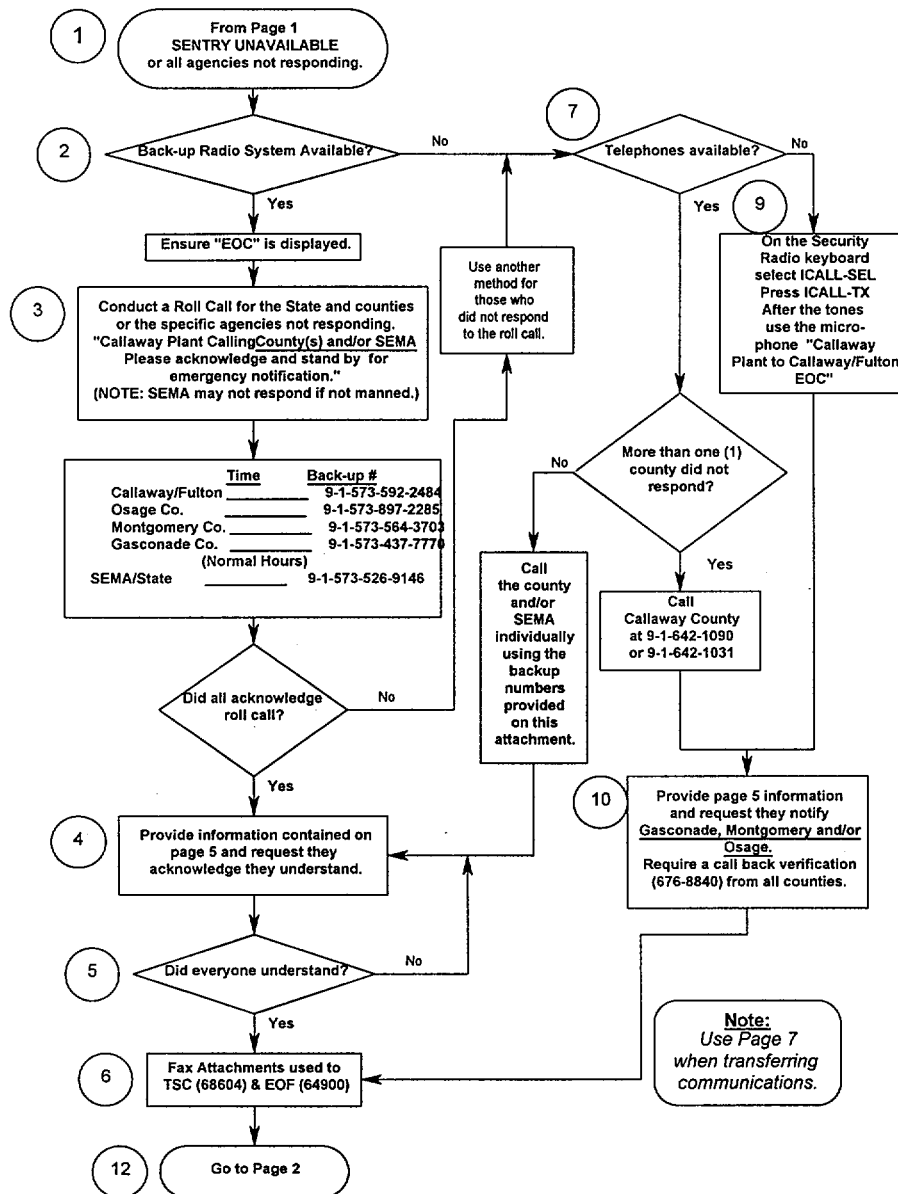 1
From Page 1
SENTRY UNAVAILABLE
or all agencies not responding.
2
Back-up Radio System Available?
No
Yes
7
Telephones available?
No
Yes
Ensure "EOC" is displayed.
3
Conduct a Roll Call for the State and counties
or the specific agencies not responding.
"Callaway Plant Calling County(s) and/or SEMA
Please acknowledge and stand by for
emergency notification."
(NOTE: SEMA may not respond if not manned.)
Use another
method for
those who
did not respond
to the roll call.
9
On the Security
Radio keyboard
select ICALL-SEL
Press ICALL-TX
After the tones
use the micro-
phone "Callaway
Plant to Callaway/Fulton
EOC"
Time Back-up #
Callaway/Fulton 9-1-573-592-2484
Osage Co. 9-1-573-897-2285
Montgomery Co. 9-1-573-564-3703
Gasconade Co. 9-1-573-437-7770
(Normal Hours)
SEMA/State 9-1-573-526-9146
More than one (1)
county did not
respond?
No
Yes
Call
the county
and/or
SEMA
individually
using the
backup
numbers
provided
on this
attachment.
Call
Callaway County
at 9-1-642-1090
or 9-1-642-1031
Did all acknowledge
roll call?
No
Yes
4
Provide information contained on
page 5 and request they
acknowledge they understand.
10
Provide page 5 information
and request they notify
Gasconade, Montgomery and/or
Osage.
Require a call back verification
(676-8840) from all counties.
5
Did everyone understand?
No
Yes
6
Fax Attachments used to
TSC (68604) & EOF (64900)
Note:
Use Page 7
when transferring
communications.
12
Go to Page 2